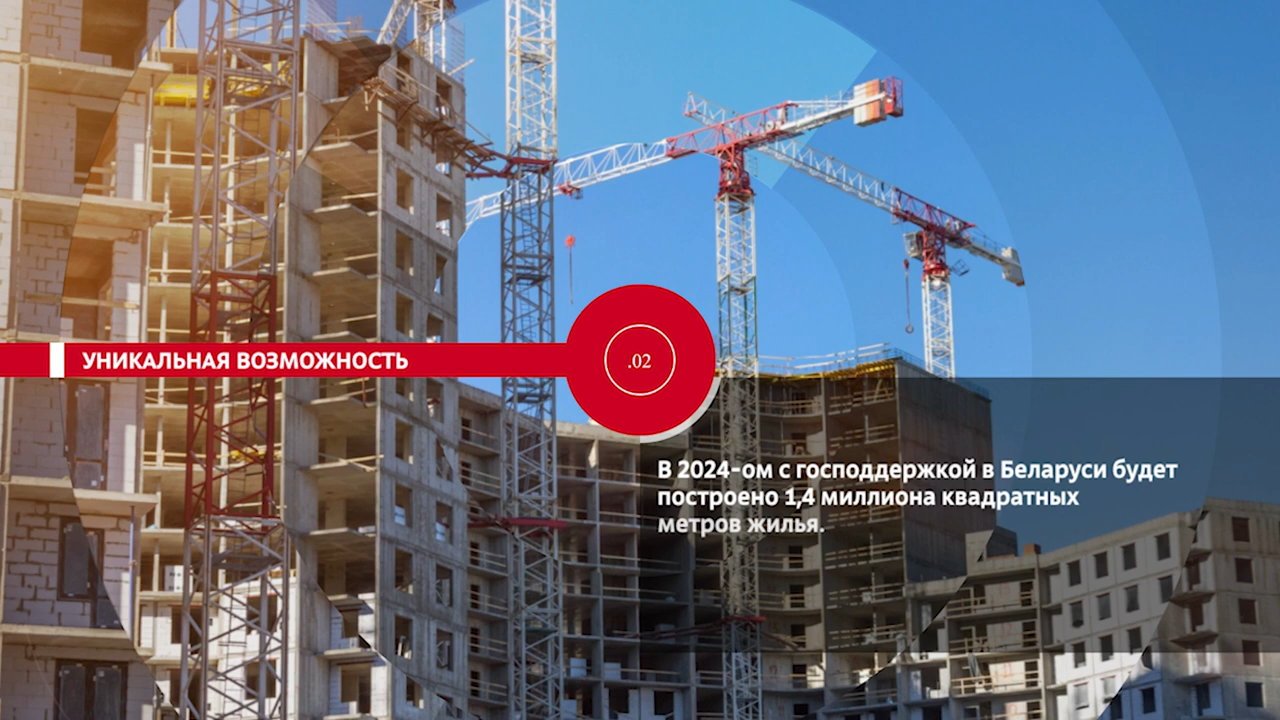 УНИКАЛЬНАЯ ВОЗМОЖНОСТЬ
.02
В 2024-ом с господдержкой в Беларуси будет
построено 1,4 миллиона квадратных
метров жилья.